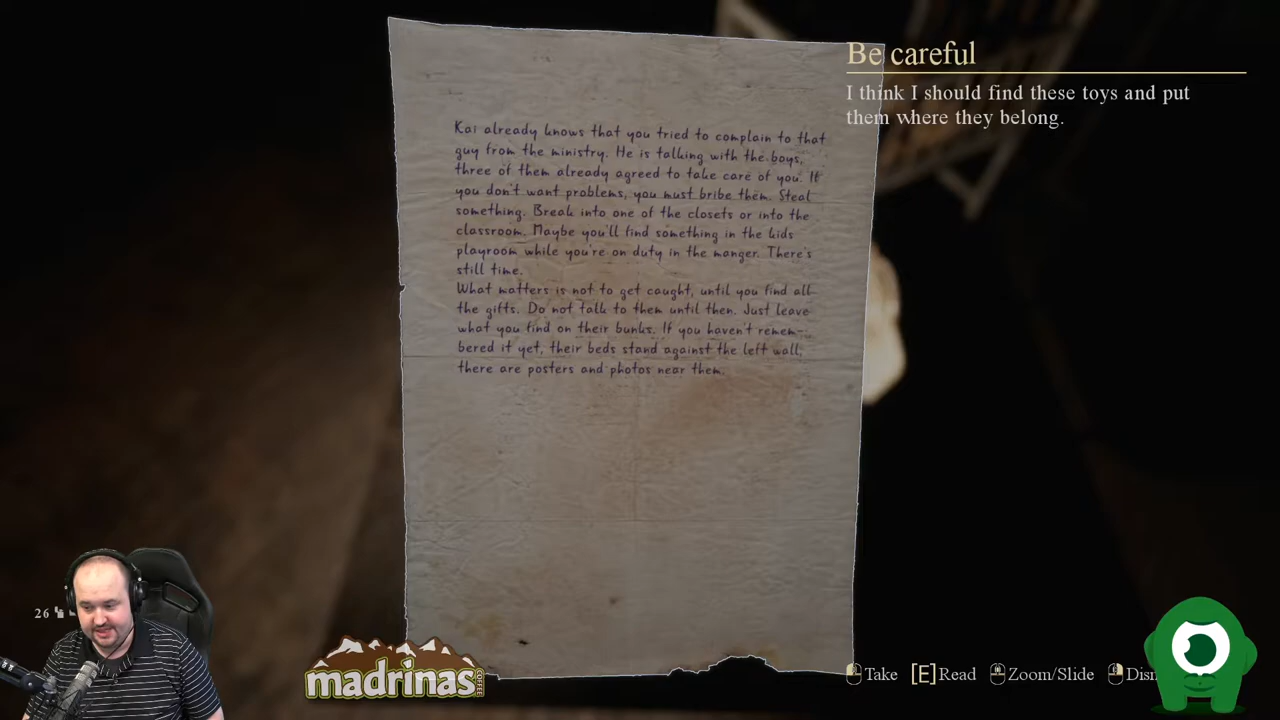 Be careful
I think I should find these toys and put
them where they belong.
Kai already knows that you tried to complain to that
guy from the ministry. He is talking with the boys,
three of them already agreed to take care of you. If
you don't want problems, you must bribe them. Steal
something. Break into one of the closets or into the
classroom. Maybe you'll find something in the kids
playroom while you're on duty in the manger. There's
still time.
What matters is not to get caught, until you find all
the gifts. Do not talk to them until then. Just leave
what you find on their bunks. If you haven't remem-
bered it yet, their beds stand against the left wall,
there are posters and photos near them.
26
madrinas
COFFEE
Take [E]Read Zoom/Slide